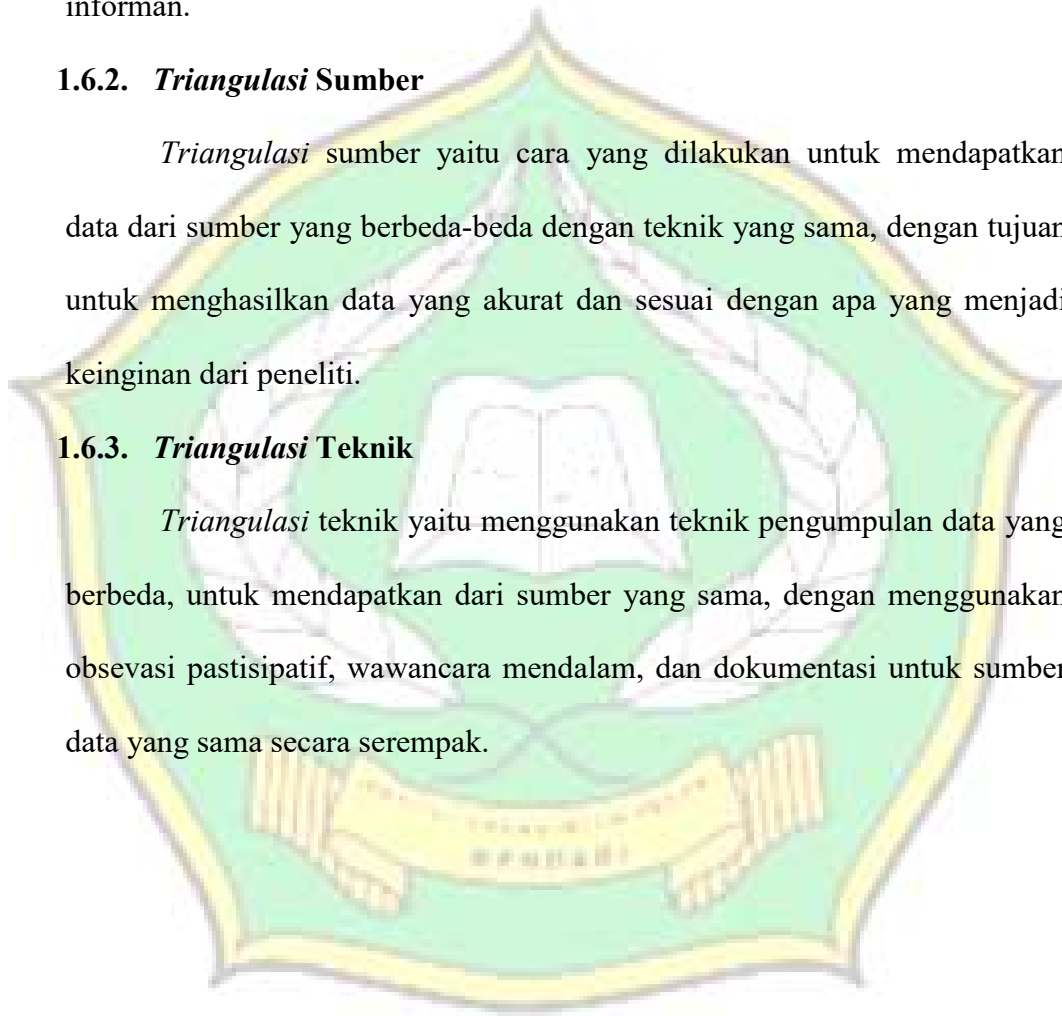 informan.
1.6.2. Triangulasi Sumber
Triangulasi sumber yaitu cara yang dilakukan untuk mendapatkan
data dari sumber yang berbeda-beda dengan teknik yang sama, dengan tujuan
untuk menghasilkan data yang akurat dan sesuai dengan apa yang menjadi
keinginan dari peneliti.
1.6.3. Triangulasi Teknik
Triangulasi teknik yaitu menggunakan teknik pengumpulan data yang
berbeda, untuk mendapatkan dari sumber yang sama, dengan menggunakan
obsevasi pastisipatif, wawancara mendalam, dan dokumentasi untuk sumber
data yang sama secara serempak.
KENDARI